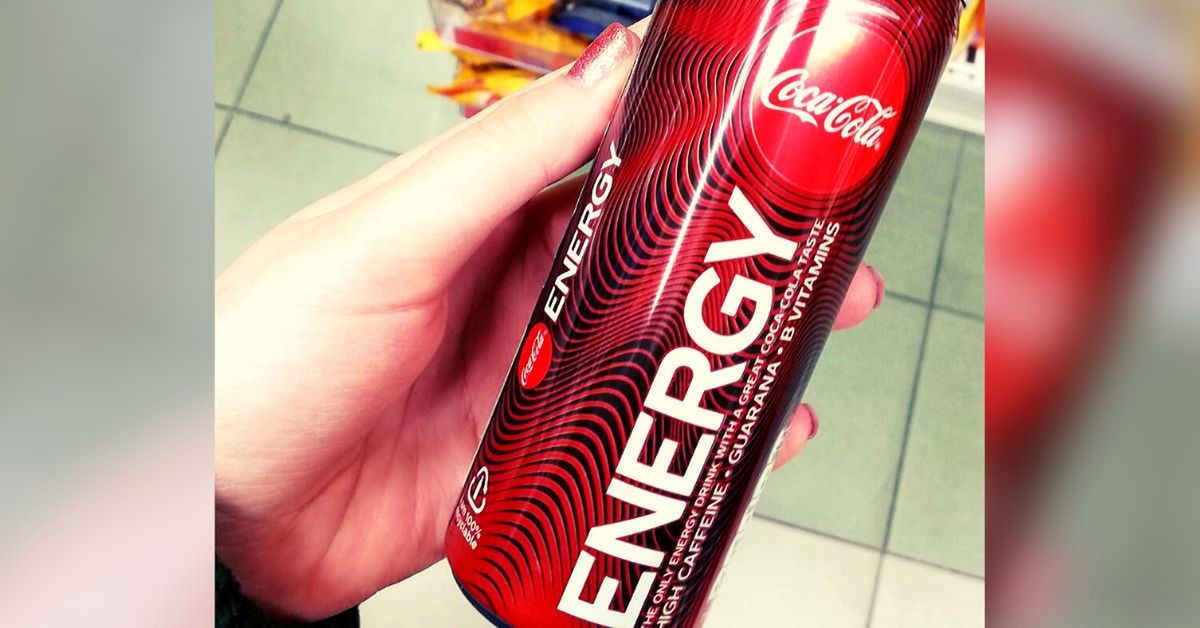 Coca-Cola
ENERGY
THE ONLY ENERGY DRINK WITH A GREAT COCA-COLA TASTE
HIGH CAFFEINE • GUARANA • B VITAMINS
Coca-Cola
ENERGY
100%